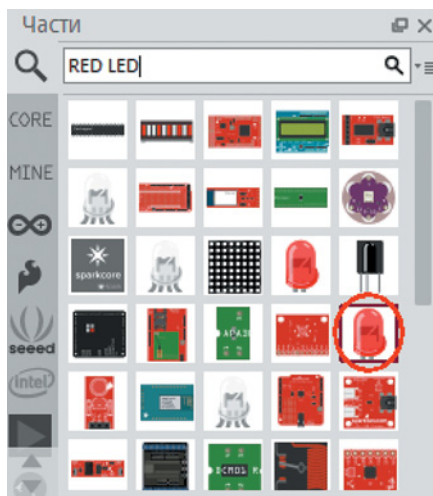 Части
RED LED
CORE
MINE
sparkcore
seeed
intel